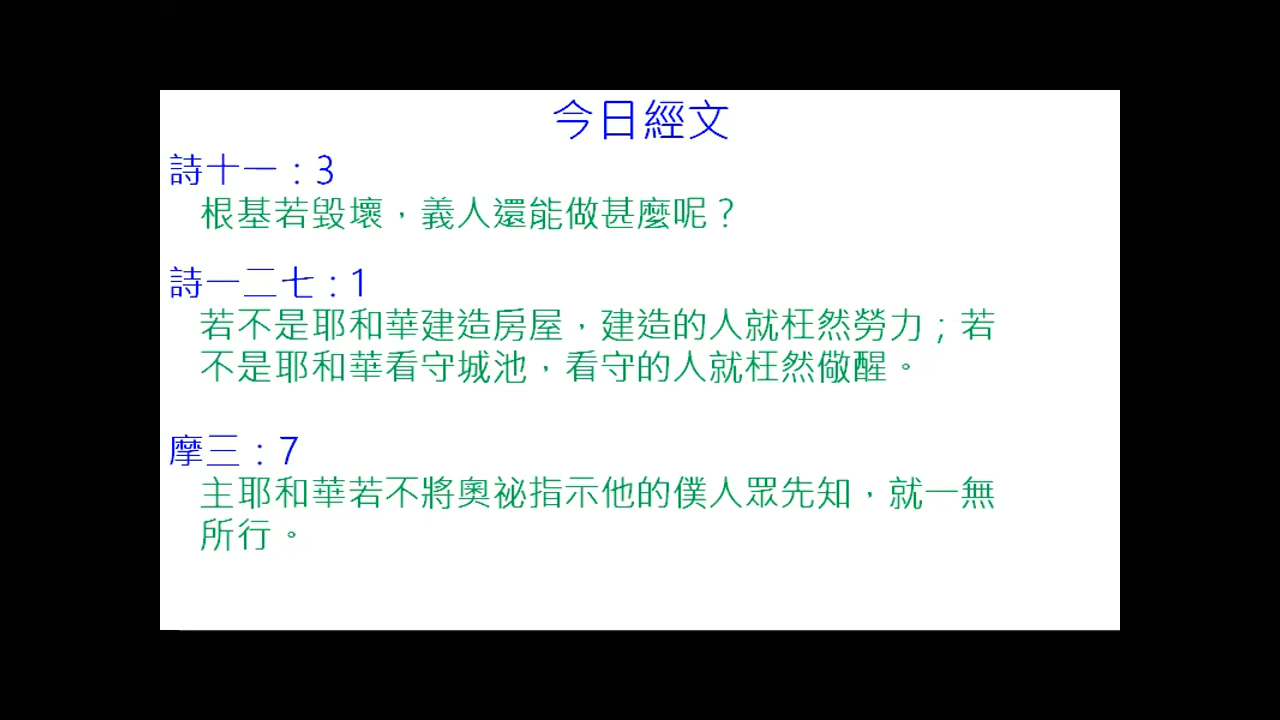 今日經文
詩十一：3
根基若毀壞，義人還能做甚麼呢？
詩一二七：1
若不是耶和華建造房屋，建造的人就枉然勞力；若
不是耶和華看守城池，看守的人就枉然儆醒。
摩三：7
主耶和華若不將奧祕指示他的僕人眾先知，就一無
所行。